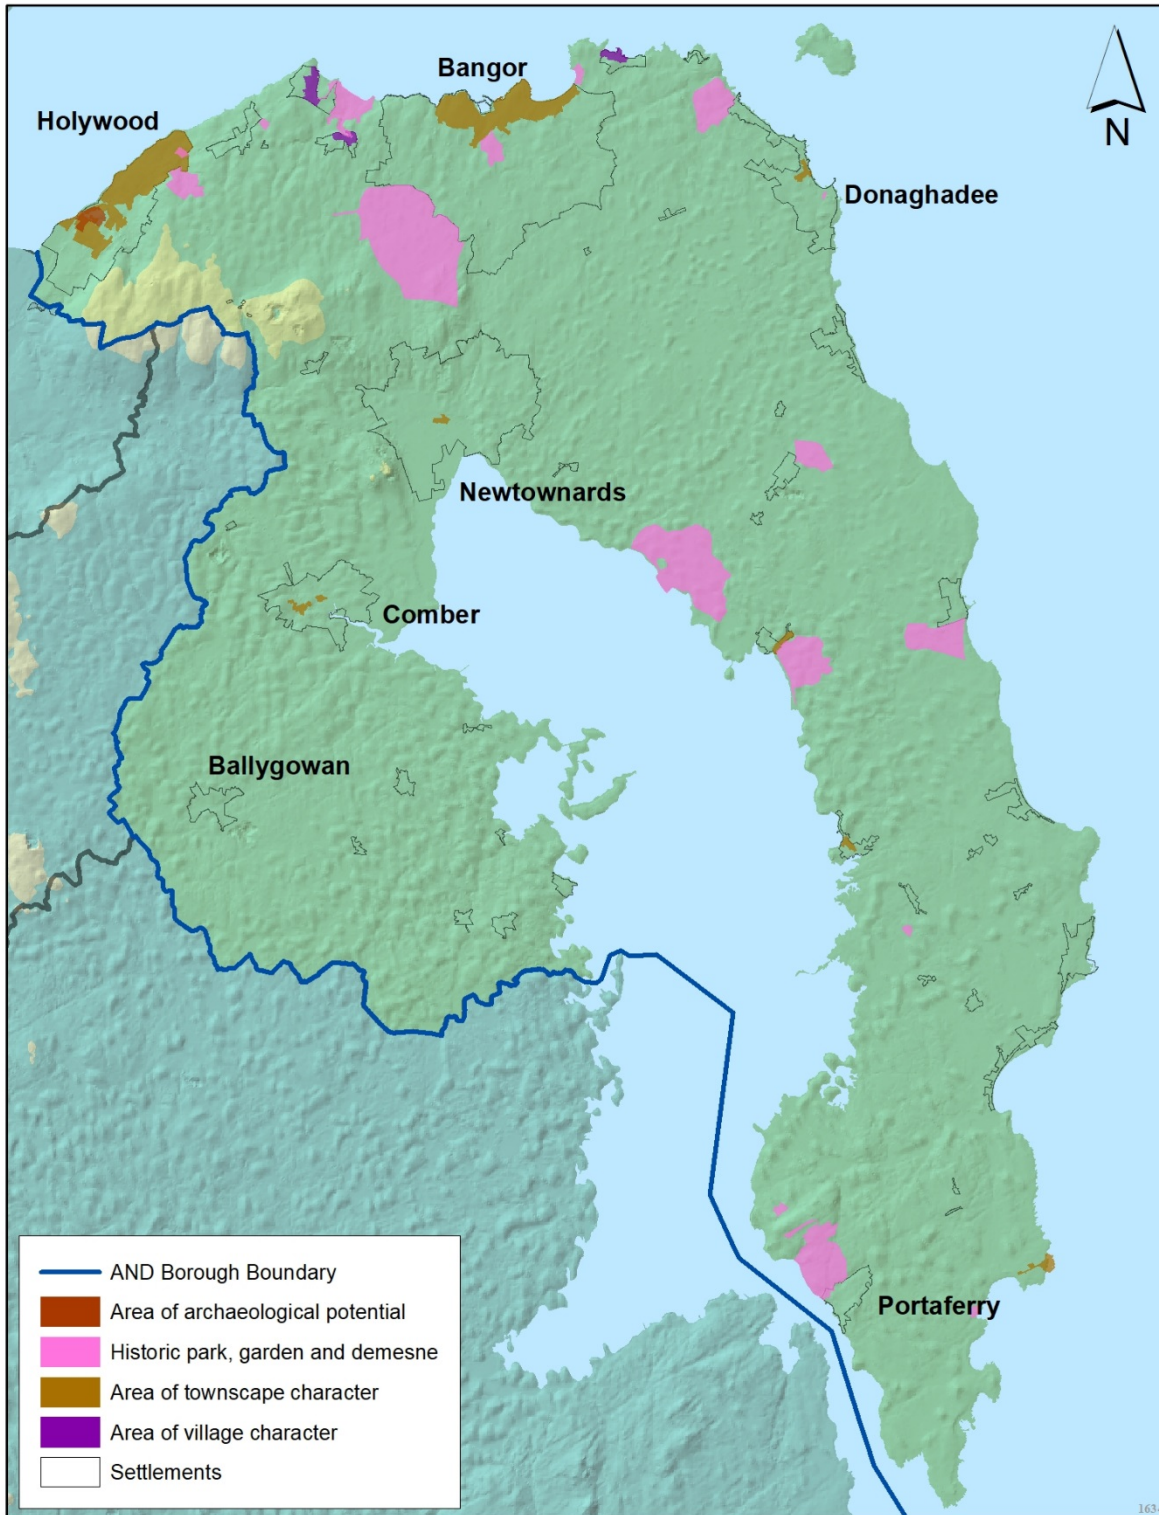 Bangor
Holywood
N
Donaghadee
Newtownards
Comber
Ballygowan
Portaferry
AND Borough Boundary
Area of archaeological potential
Historic park, garden and demesne
Area of townscape character
Area of village character
Settlements